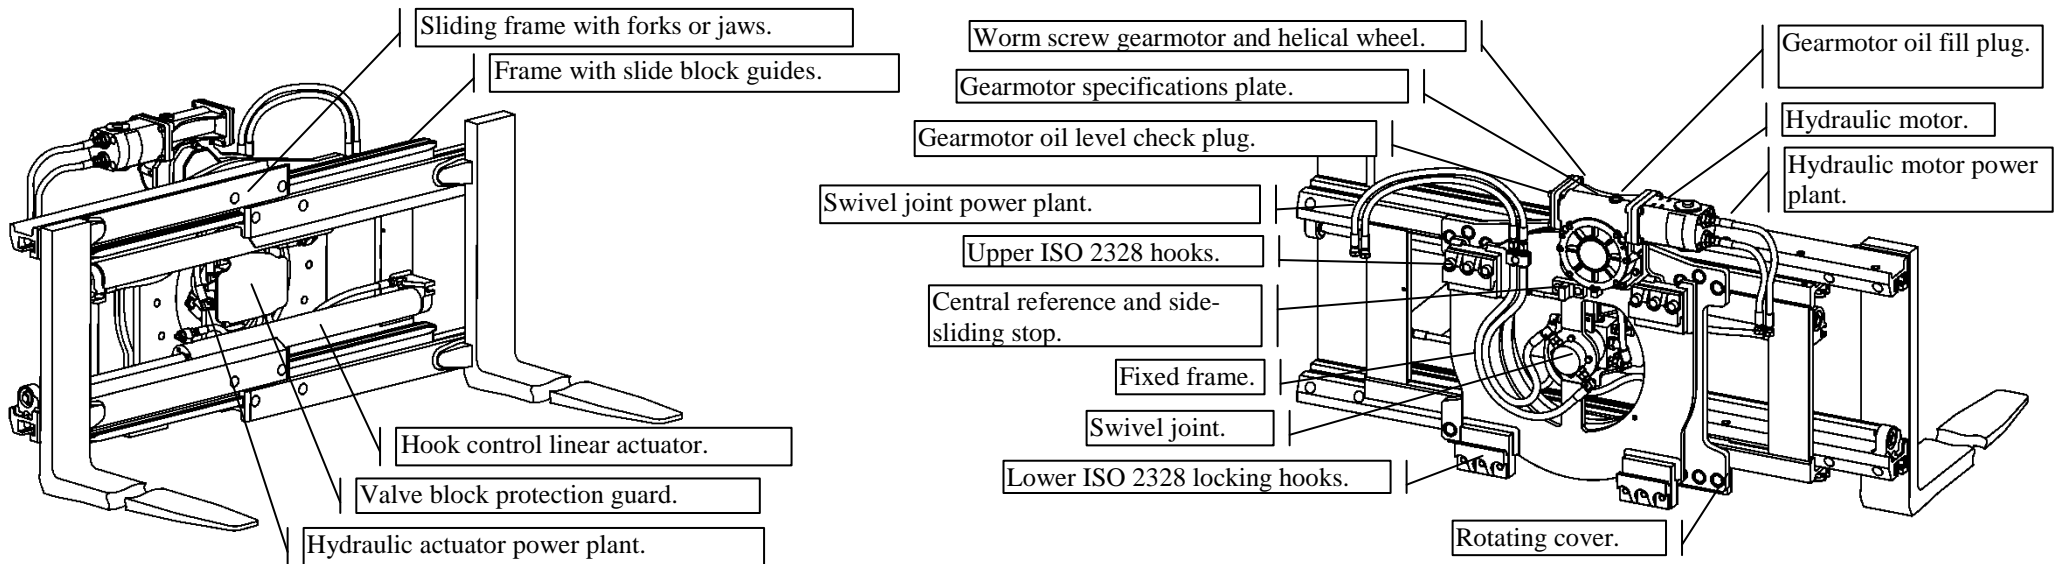 Sliding frame with forks or jaws.
Frame with slide block guides.
Hook control linear actuator.
Valve block protection guard.
Hydraulic actuator power plant.
Worm screw gearmotor and helical wheel.
Gearmotor specifications plate.
Gearmotor oil level check plug.
Swivel joint power plant.
Upper ISO 2328 hooks.
Central reference and side-
sliding stop.
Fixed frame.
Swivel joint.
Lower ISO 2328 locking hooks.
Gearmotor oil fill plug.
Hydraulic motor.
Hydraulic motor power
plant.
Rotating cover.